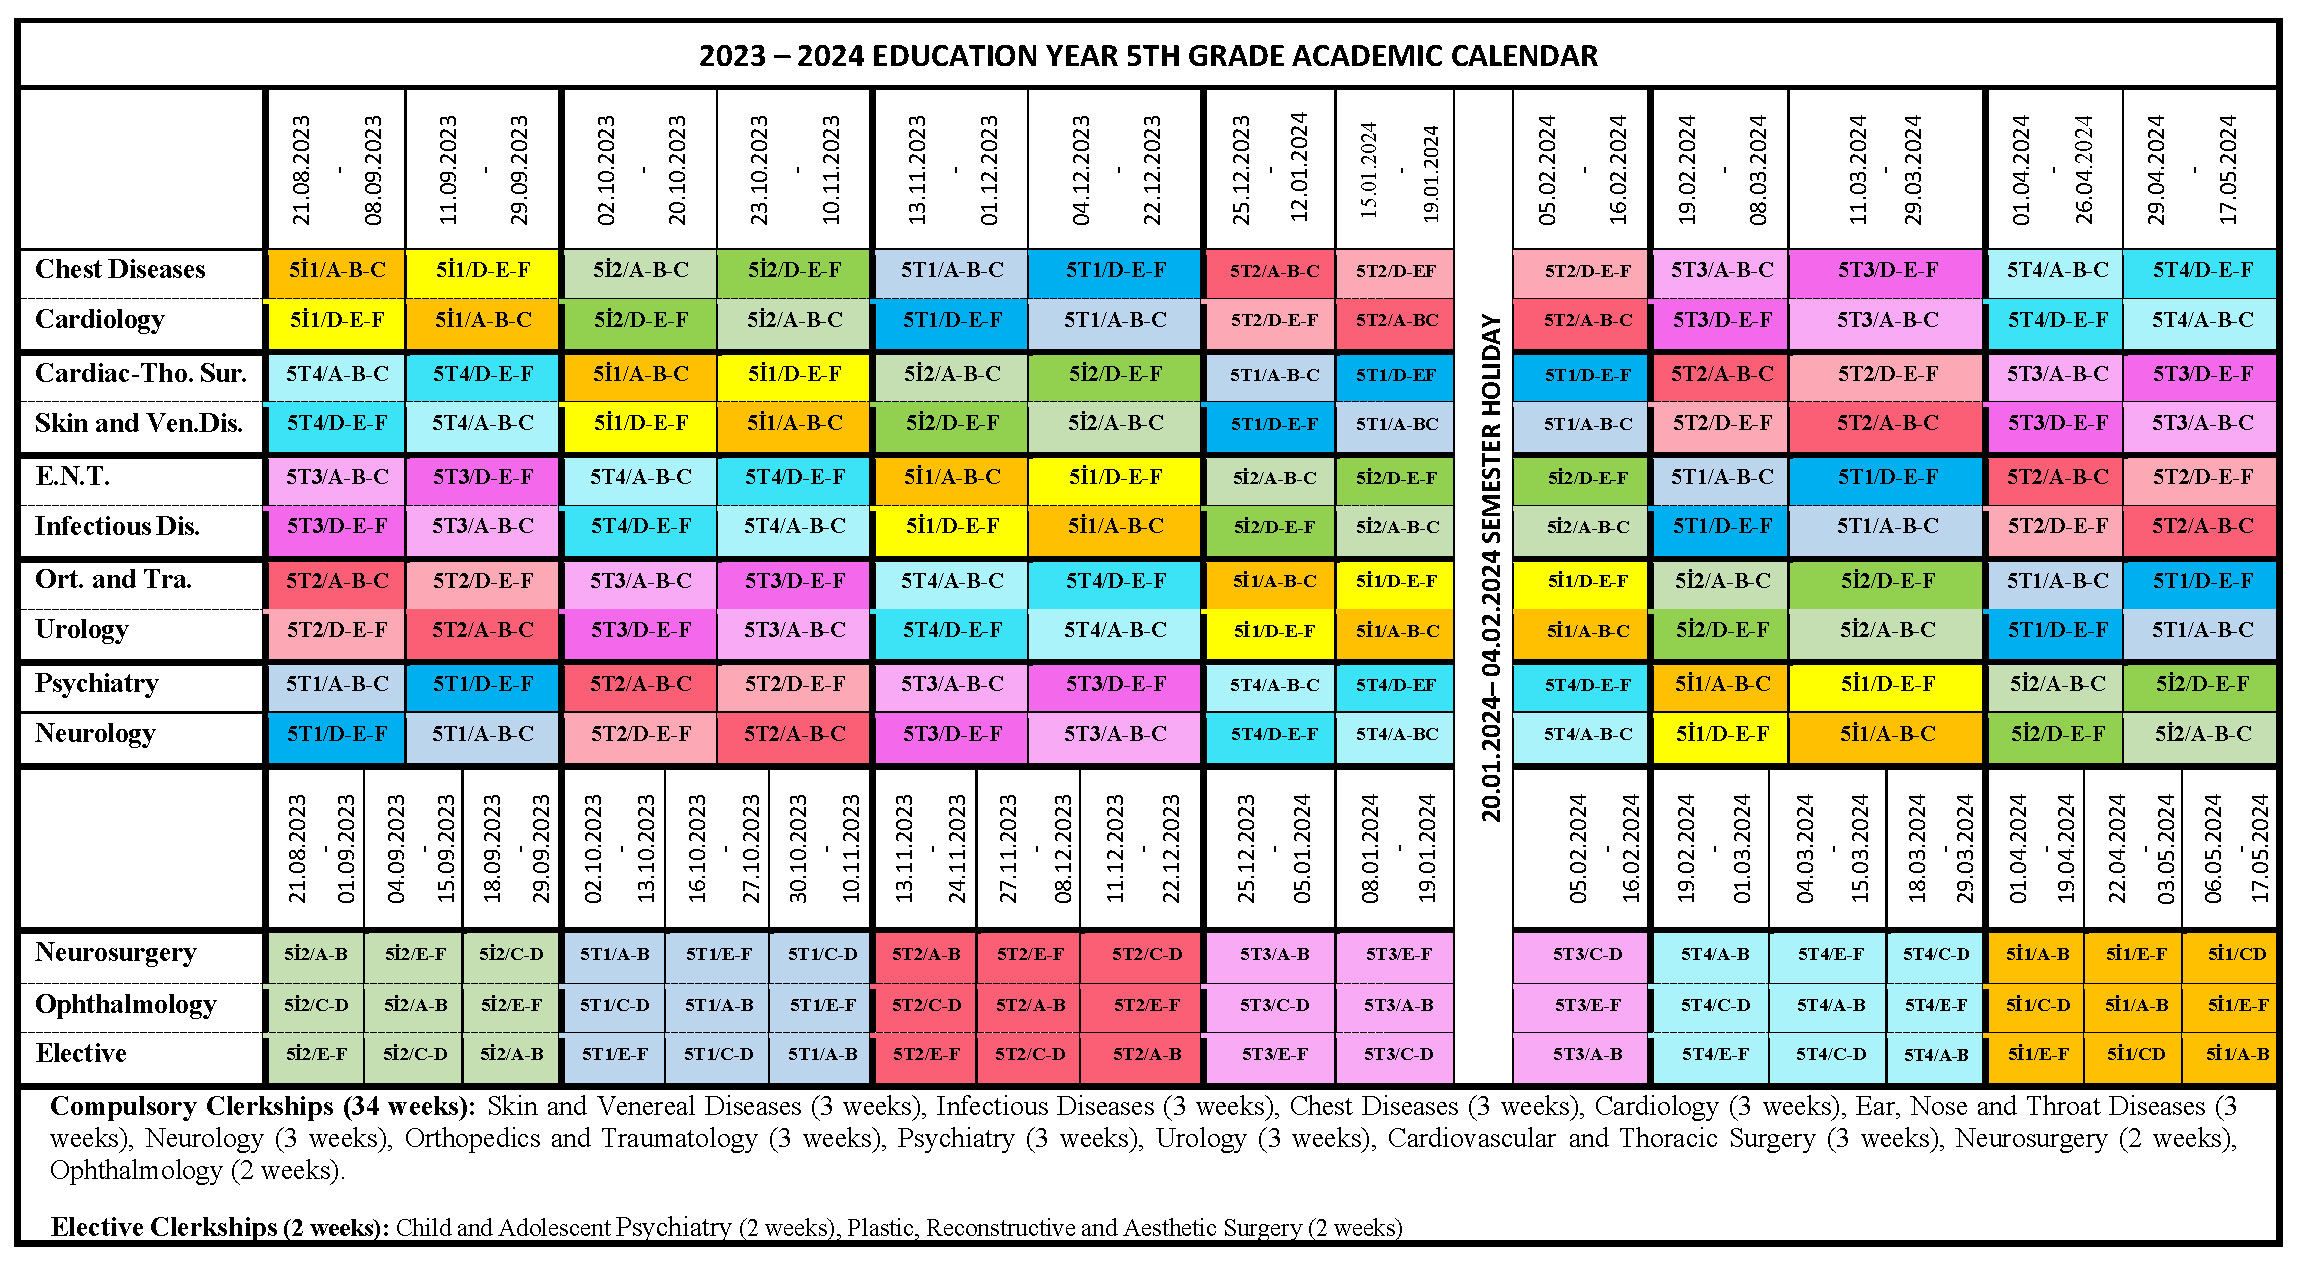 2023 – 2024 EDUCATION YEAR 5TH GRADE ACADEMIC CALENDAR
21.08.2023 - 08.09.2023 11.09.2023 - 29.09.2023 02.10.2023 - 20.10.2023 23.10.2023 - 10.11.2023 13.11.2023 - 01.12.2023 04.12.2023 - 22.12.2023 25.12.2023 - 12.01.2024 15.01.2024 - 19.01.2024 05.02.2024 - 16.02.2024 19.02.2024 - 08.03.2024 11.03.2024 - 29.03.2024 01.04.2024 - 26.04.2024 29.04.2024 - 17.05.2024
20.01.2024– 04.02.2024 SEMESTER HOLIDAY
Chest Diseases 5İ1/A-B-C 5İ1/D-E-F 5İ2/A-B-C 5İ2/D-E-F 5T1/A-B-C 5T1/D-E-F 5T2/A-B-C 5T2/D-EF 5T2/D-E-F 5T3/A-B-C 5T3/D-E-F 5T4/A-B-C 5T4/D-E-F
Cardiology 5İ1/D-E-F 5İ1/A-B-C 5İ2/D-E-F 5İ2/A-B-C 5T1/D-E-F 5T1/A-B-C 5T2/D-E-F 5T2/A-BC 5T2/A-B-C 5T3/D-E-F 5T3/A-B-C 5T4/D-E-F 5T4/A-B-C
Cardiac-Tho. Sur. 5T4/A-B-C 5T4/D-E-F 5İ1/A-B-C 5İ1/D-E-F 5İ2/A-B-C 5İ2/D-E-F 5T1/A-B-C 5T1/D-EF 5T1/D-E-F 5T2/A-B-C 5T2/D-E-F 5T3/A-B-C 5T3/D-E-F
Skin and Ven.Dis. 5T4/D-E-F 5T4/A-B-C 5İ1/D-E-F 5İ1/A-B-C 5İ2/D-E-F 5İ2/A-B-C 5T1/D-E-F 5T1/A-BC 5T1/A-B-C 5T2/D-E-F 5T2/A-B-C 5T3/D-E-F 5T3/A-B-C
E.N.T. 5T3/A-B-C 5T3/D-E-F 5T4/A-B-C 5T4/D-E-F 5İ1/A-B-C 5İ1/D-E-F 5İ2/A-B-C 5İ2/D-E-F 5İ2/D-E-F 5T1/A-B-C 5T1/D-E-F 5T2/A-B-C 5T2/D-E-F
Infectious Dis. 5T3/D-E-F 5T3/A-B-C 5T4/D-E-F 5T4/A-B-C 5İ1/D-E-F 5İ1/A-B-C 5İ2/D-E-F 5İ2/A-B-C 5İ2/A-B-C 5T1/D-E-F 5T1/A-B-C 5T2/D-E-F 5T2/A-B-C
Ort. and Tra. 5T2/A-B-C 5T2/D-E-F 5T3/A-B-C 5T3/D-E-F 5T4/A-B-C 5T4/D-E-F 5İ1/A-B-C 5İ1/D-E-F 5İ1/D-E-F 5İ2/A-B-C 5İ2/D-E-F 5T1/A-B-C 5T1/D-E-F
Urology 5T2/D-E-F 5T2/A-B-C 5T3/D-E-F 5T3/A-B-C 5T4/D-E-F 5T4/A-B-C 5İ1/D-E-F 5İ1/A-B-C 5İ1/A-B-C 5İ2/D-E-F 5İ2/A-B-C 5T1/D-E-F 5T1/A-B-C
Psychiatry 5T1/A-B-C 5T1/D-E-F 5T2/A-B-C 5T2/D-E-F 5T3/A-B-C 5T3/D-E-F 5T4/A-B-C 5T4/D-EF 5T4/D-E-F 5İ1/A-B-C 5İ1/D-E-F 5İ2/A-B-C 5İ2/D-E-F
Neurology 5T1/D-E-F 5T1/A-B-C 5T2/D-E-F 5T2/A-B-C 5T3/D-E-F 5T3/A-B-C 5T4/D-E-F 5T4/A-BC 5T4/A-B-C 5İ1/D-E-F 5İ1/A-B-C 5İ2/D-E-F 5İ2/A-B-C
21.08.2023 - 01.09.2023 04.09.2023 - 15.09.2023 18.09.2023 - 29.09.2023 02.10.2023 - 13.10.2023 16.10.2023 - 27.10.2023 30.10.2023 - 10.11.2023 13.11.2023 - 24.11.2023 27.11.2023 - 08.12.2023 11.12.2023 - 22.12.2023 25.12.2023 - 05.01.2024 08.01.2024 - 19.01.2024 05.02.2024 - 16.02.2024 19.02.2024 - 01.03.2024 04.03.2024 - 15.03.2024 18.03.2024 - 29.03.2024 01.04.2024 - 19.04.2024 22.04.2024 - 03.05.2024 06.05.2024 - 17.05.2024
Neurosurgery 5İ2/A-B 5İ2/E-F 5İ2/C-D 5T1/A-B 5T1/E-F 5T1/C-D 5T2/A-B 5T2/E-F 5T2/C-D 5T3/A-B 5T3/E-F 5T3/C-D 5T4/A-B 5T4/E-F 5T4/C-D 5İ1/A-B 5İ1/E-F 5İ1/CD
Ophthalmology 5İ2/C-D 5İ2/A-B 5İ2/E-F 5T1/C-D 5T1/A-B 5T1/E-F 5T2/C-D 5T2/A-B 5T2/E-F 5T3/C-D 5T3/A-B 5T3/E-F 5T4/C-D 5T4/A-B 5T4/E-F 5İ1/C-D 5İ1/A-B 5İ1/E-F
Elective 5İ2/E-F 5İ2/C-D 5İ2/A-B 5T1/E-F 5T1/C-D 5T1/A-B 5T2/E-F 5T2/C-D 5T2/A-B 5T3/E-F 5T3/C-D 5T3/A-B 5T4/E-F 5T4/C-D 5T4/A-B 5İ1/E-F 5İ1/CD 5İ1/A-B
Compulsory Clerkships (34 weeks): Skin and Venereal Diseases (3 weeks), Infectious Diseases (3 weeks), Chest Diseases (3 weeks), Cardiology (3 weeks), Ear, Nose and Throat Diseases (3
weeks), Neurology (3 weeks), Orthopedics and Traumatology (3 weeks), Psychiatry (3 weeks), Urology (3 weeks), Cardiovascular and Thoracic Surgery (3 weeks), Neurosurgery (2 weeks),
Ophthalmology (2 weeks).
Elective Clerkships (2 weeks): Child and Adolescent Psychiatry (2 weeks), Plastic, Reconstructive and Aesthetic Surgery (2 weeks)